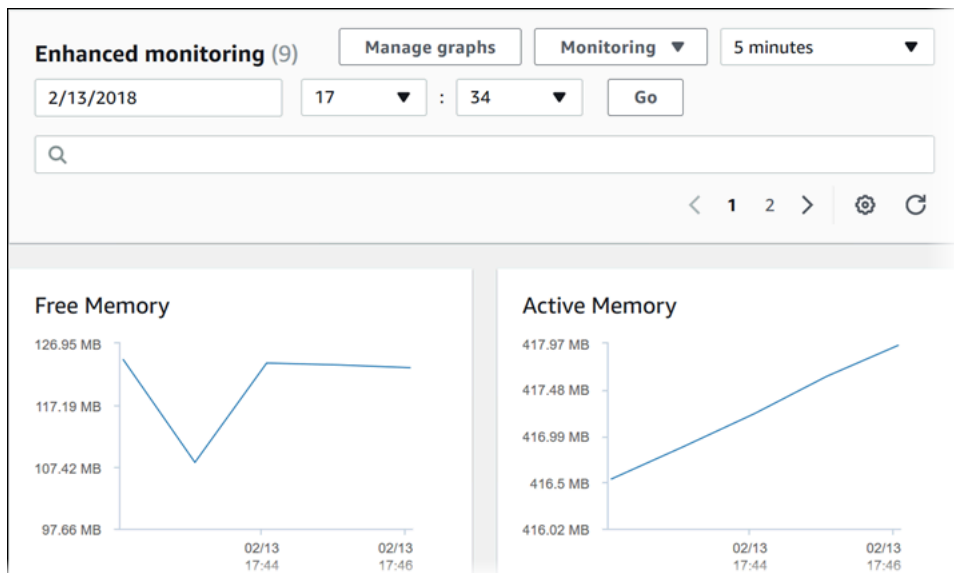 Enhanced monitoring (9) Manage graphs Monitoring 5 minutes
2/13/2018 17 : 34 Go
1 2
Free Memory
126.95 MB
117.19 MB
107.42 MB
97.66 MB
02/13 02/13
17:44 17:46
Active Memory
417.97 MB
417.48 MB
416.99 MB
416.5 MB
416.02 MB
02/13 02/13
17:44 17:46